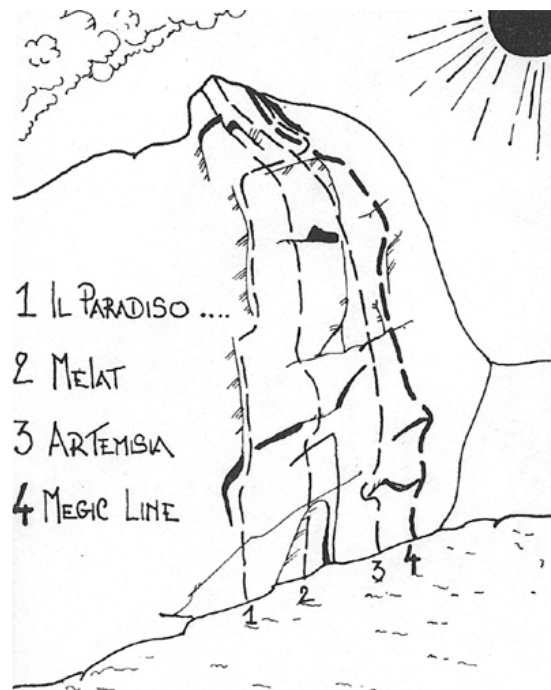 1 IL PARADISO ....
2 MELAT
3 ARTEMISIA
4 MEGIC LINE
1 2 3 4